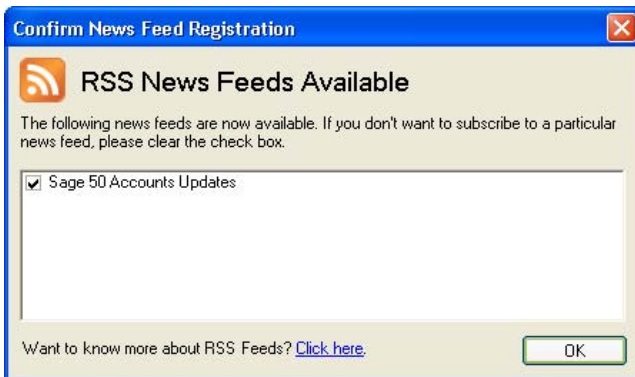 Confirm News Feed Registration
RSS News Feeds Available
The following news feeds are now available. If you don't want to subscribe to a particular
news feed, please clear the check box.
Sage 50 Accounts Updates
Want to know more about RSS Feeds? Click here.
OK